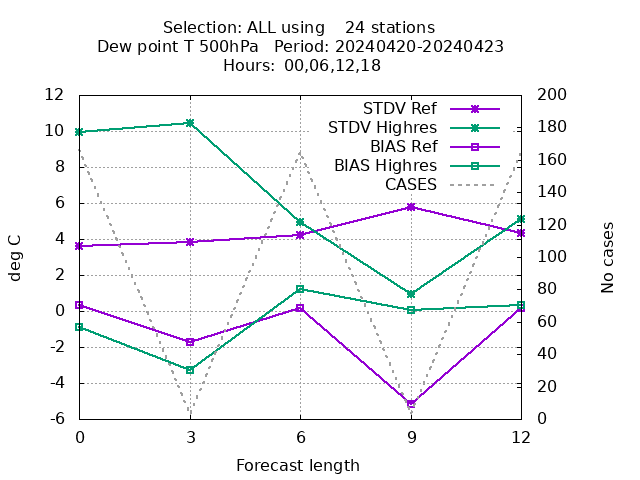 Selection: ALL using    24 stations
Dew point T 500hPa   Period: 20240420-20240423
Hours: 00,06,12,18
STDV Ref
STDV Highres
BIAS Ref
BIAS Highres
CASES
12
10
8
6
4
2
0
-2
-4
-6
200
180
160
140
120
100
80
60
40
20
0
deg C
No cases
0 3 6 9 12
Forecast length